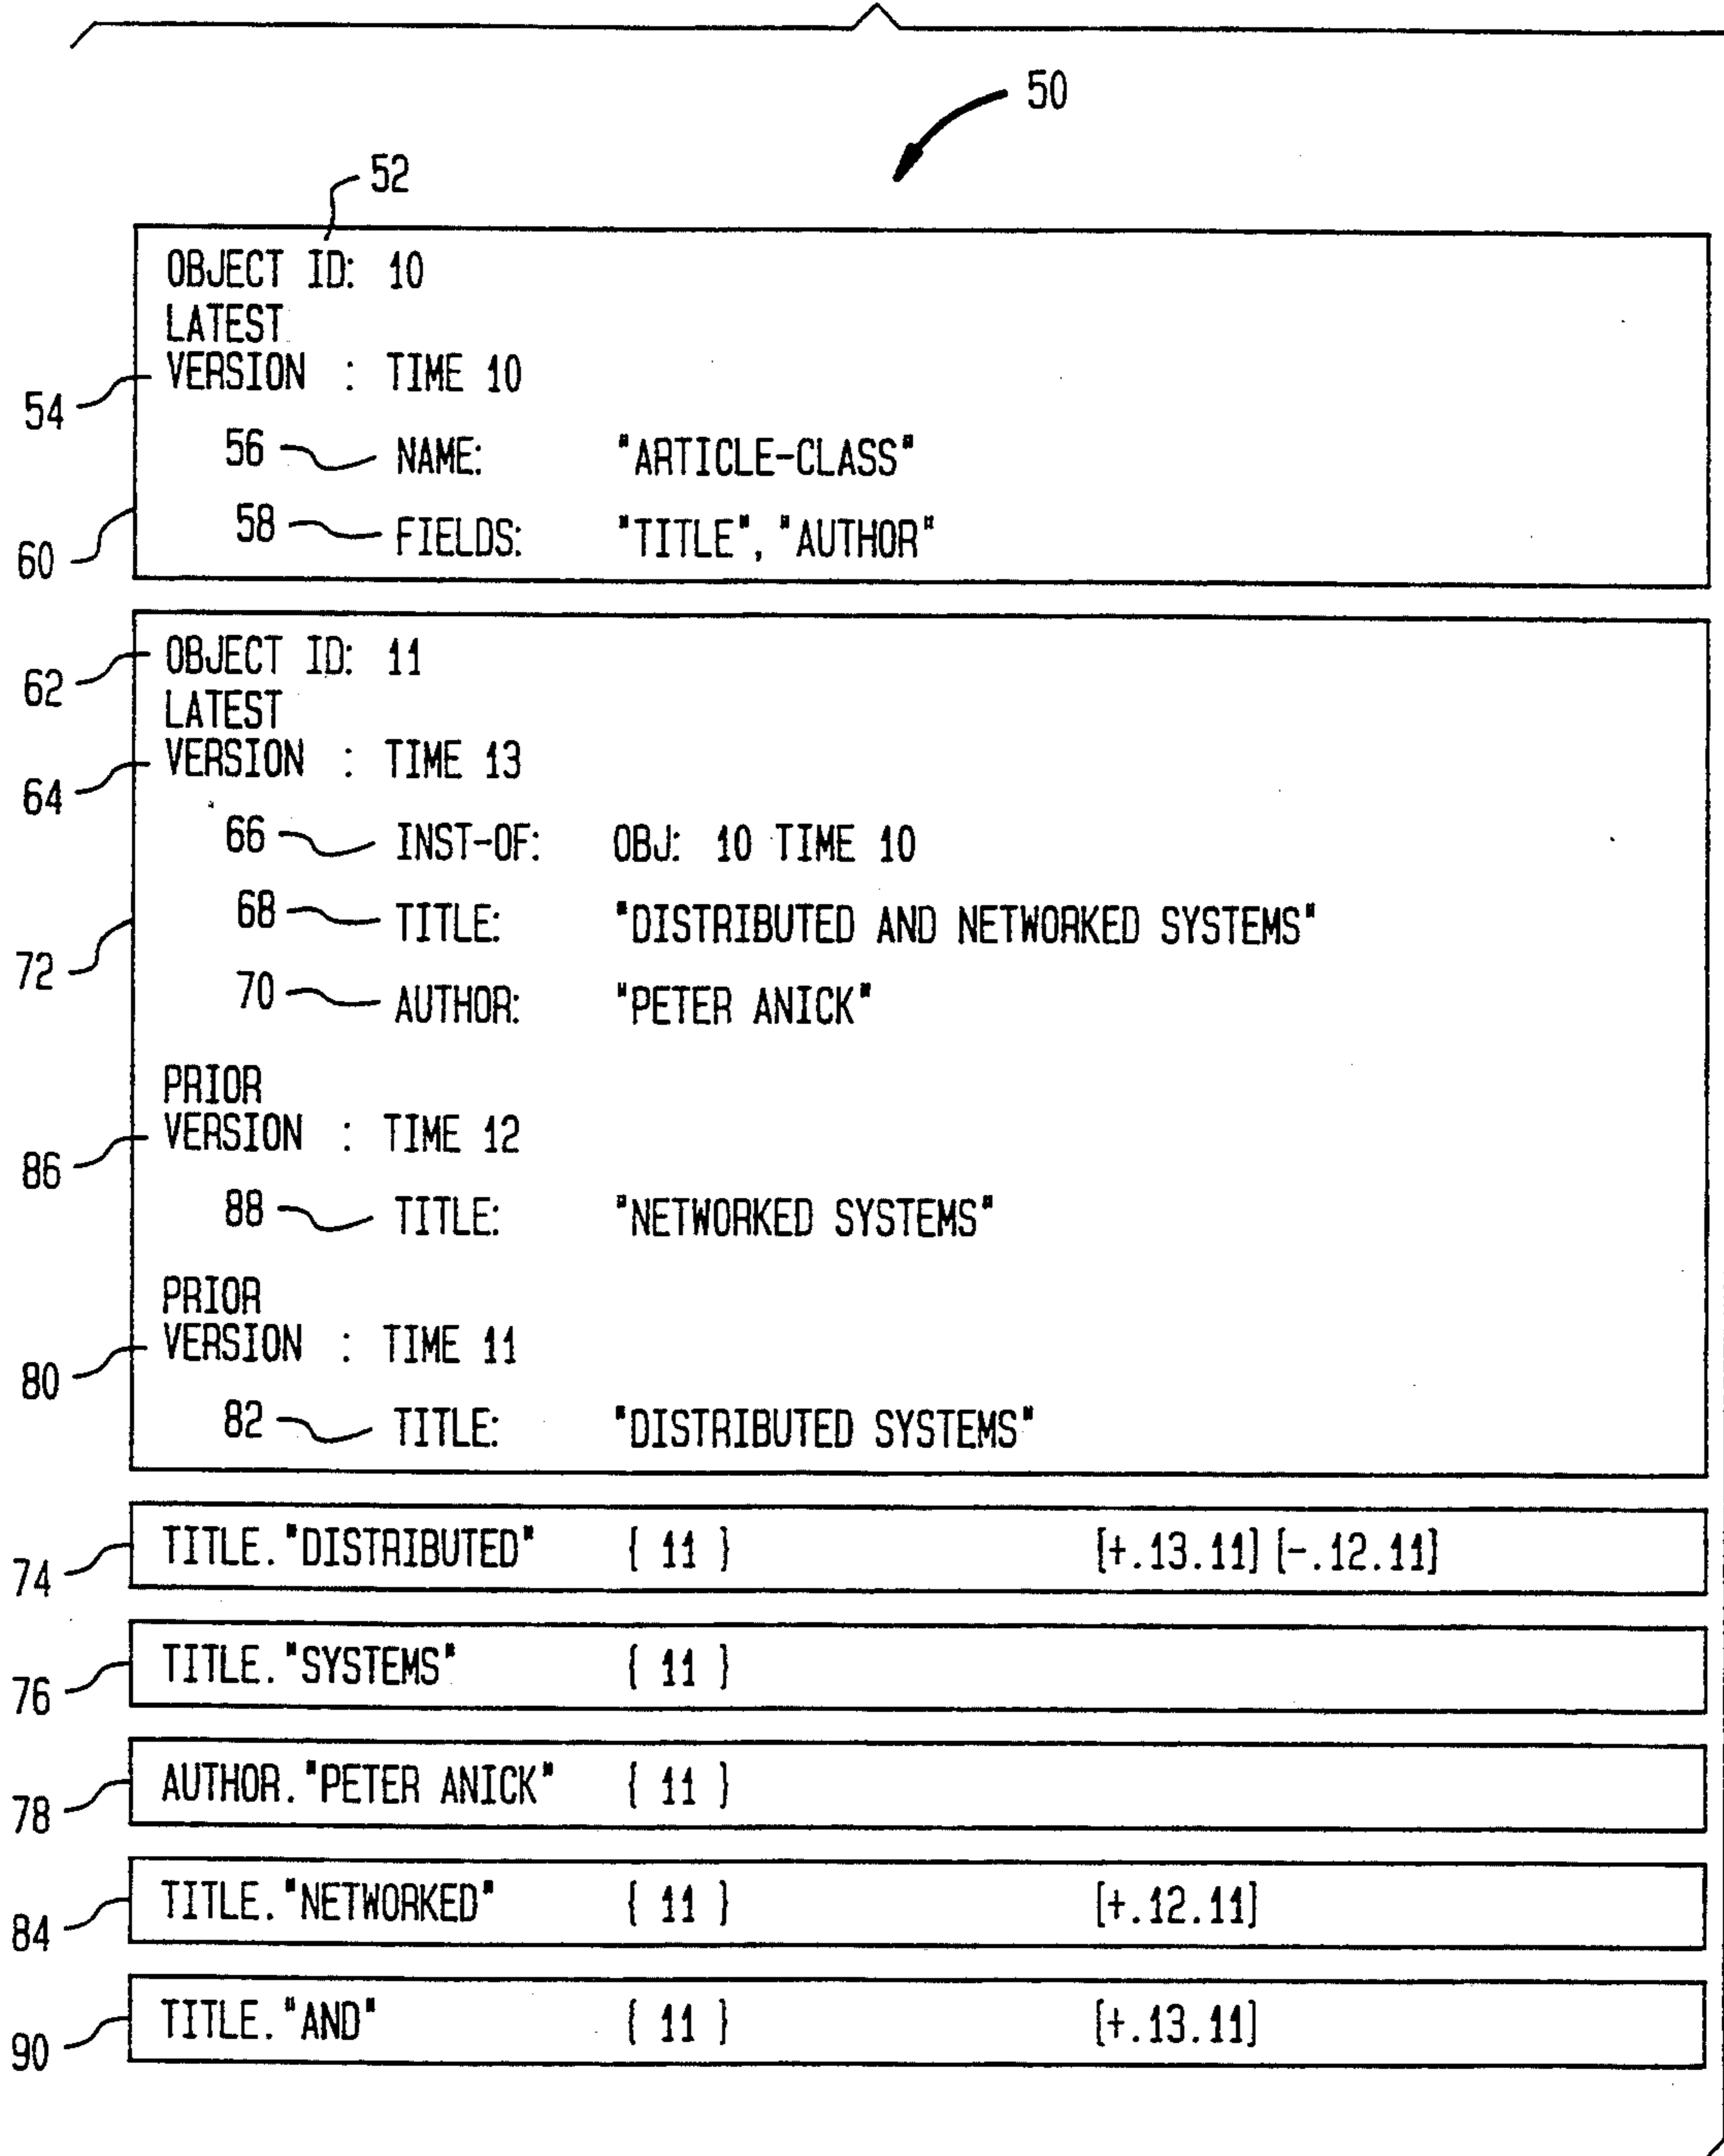 50
52
OBJECT ID: 10
LATEST
54 VERSION : TIME 10
56 NAME: "ARTICLE-CLASS"
58 FIELDS: "TITLE", "AUTHOR"
60
62 OBJECT ID: 11
LATEST
64 VERSION : TIME 13
66 INST-OF: OBJ: 10 TIME 10
68 TITLE: "DISTRIBUTED AND NETWORKED SYSTEMS"
72
70 AUTHOR: "PETER ANICK"
PRIOR
86 VERSION : TIME 12
88 TITLE: "NETWORKED SYSTEMS"
PRIOR
80 VERSION : TIME 11
82 TITLE: "DISTRIBUTED SYSTEMS"
74 TITLE."DISTRIBUTED" { 11 } [+.13.11] [-.12.11]
76 TITLE."SYSTEMS" { 11 }
78 AUTHOR."PETER ANICK" { 11 }
84 TITLE."NETWORKED" { 11 } [+.12.11]
90 TITLE."AND" { 11 } [+.13.11]